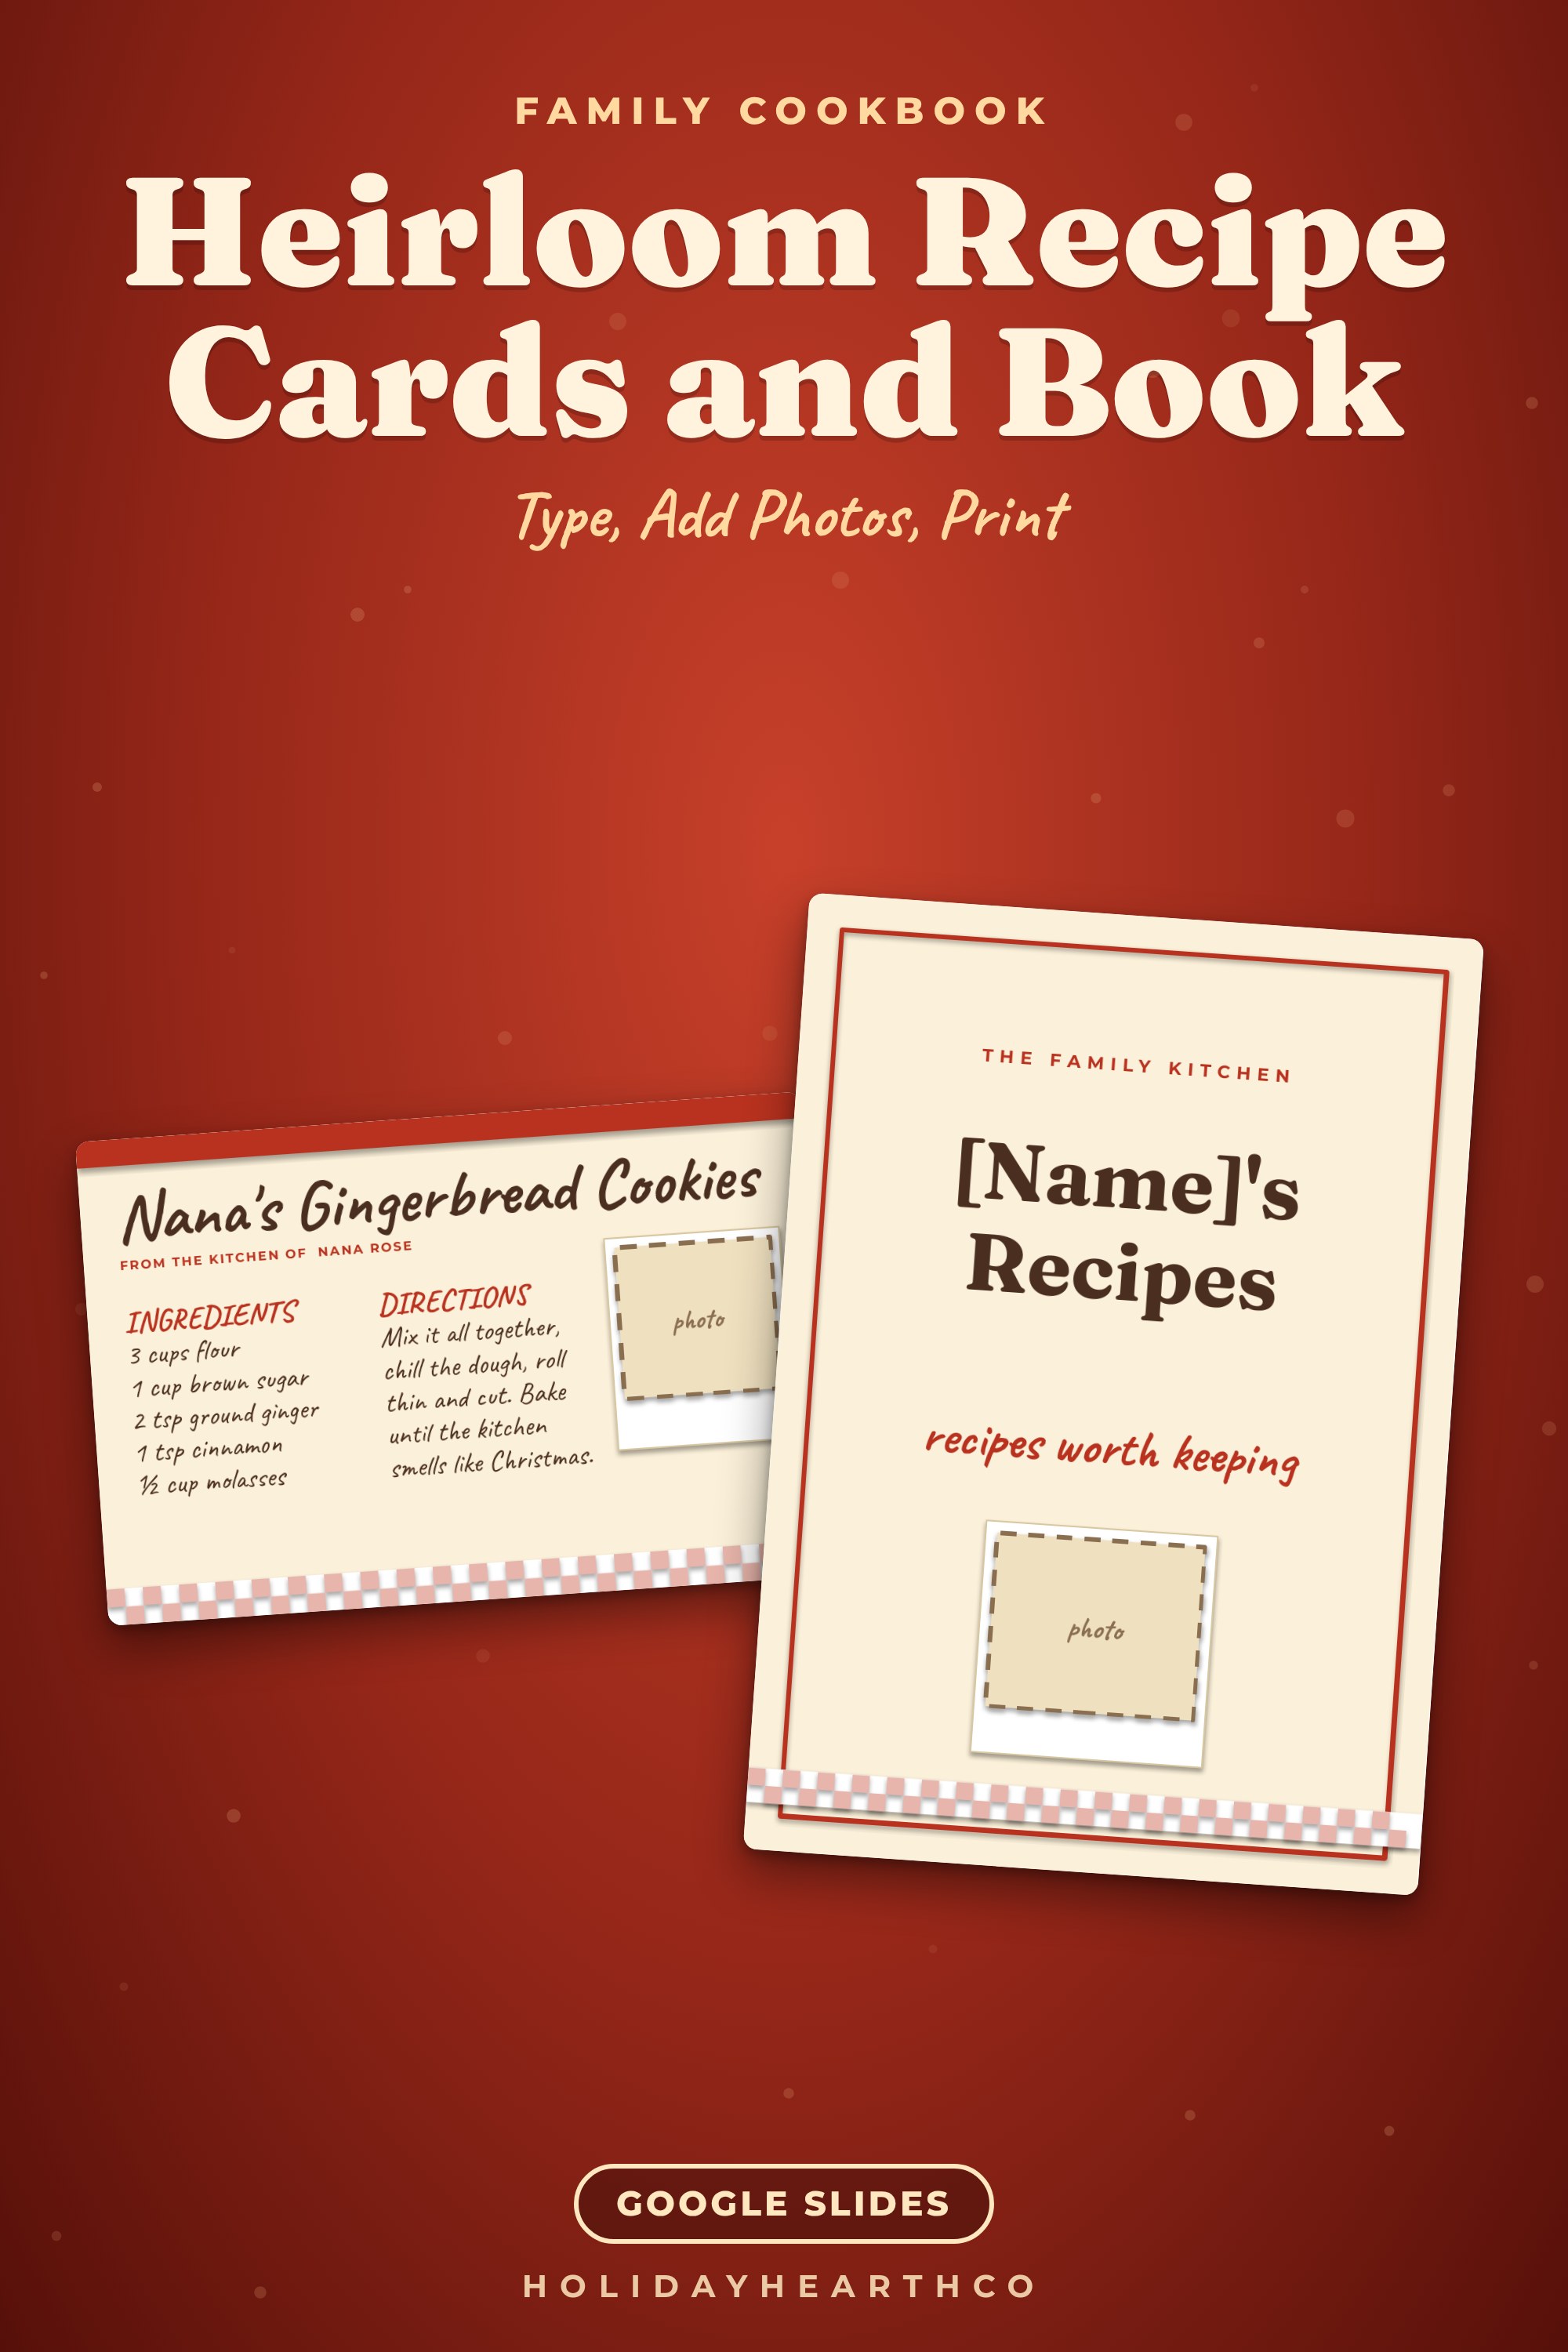 FAMILY COOKBOOK
Heirloom Recipe
Cards and Book
Type, Add Photos, Print
Nana's Gingerbread Cookies
FROM THE KITCHEN OF NANA ROSE
INGREDIENTS
3 cups flour
1 cup brown sugar
2 tsp ground ginger
1 tsp cinnamon
½ cup molasses
DIRECTIONS
Mix it all together,
chill the dough, roll
thin and cut. Bake
until the kitchen
smells like Christmas.
photo
THE FAMILY KITCHEN
[Name]'s
Recipes
recipes worth keeping
photo
GOOGLE SLIDES
HOLIDAYHEARTHCO